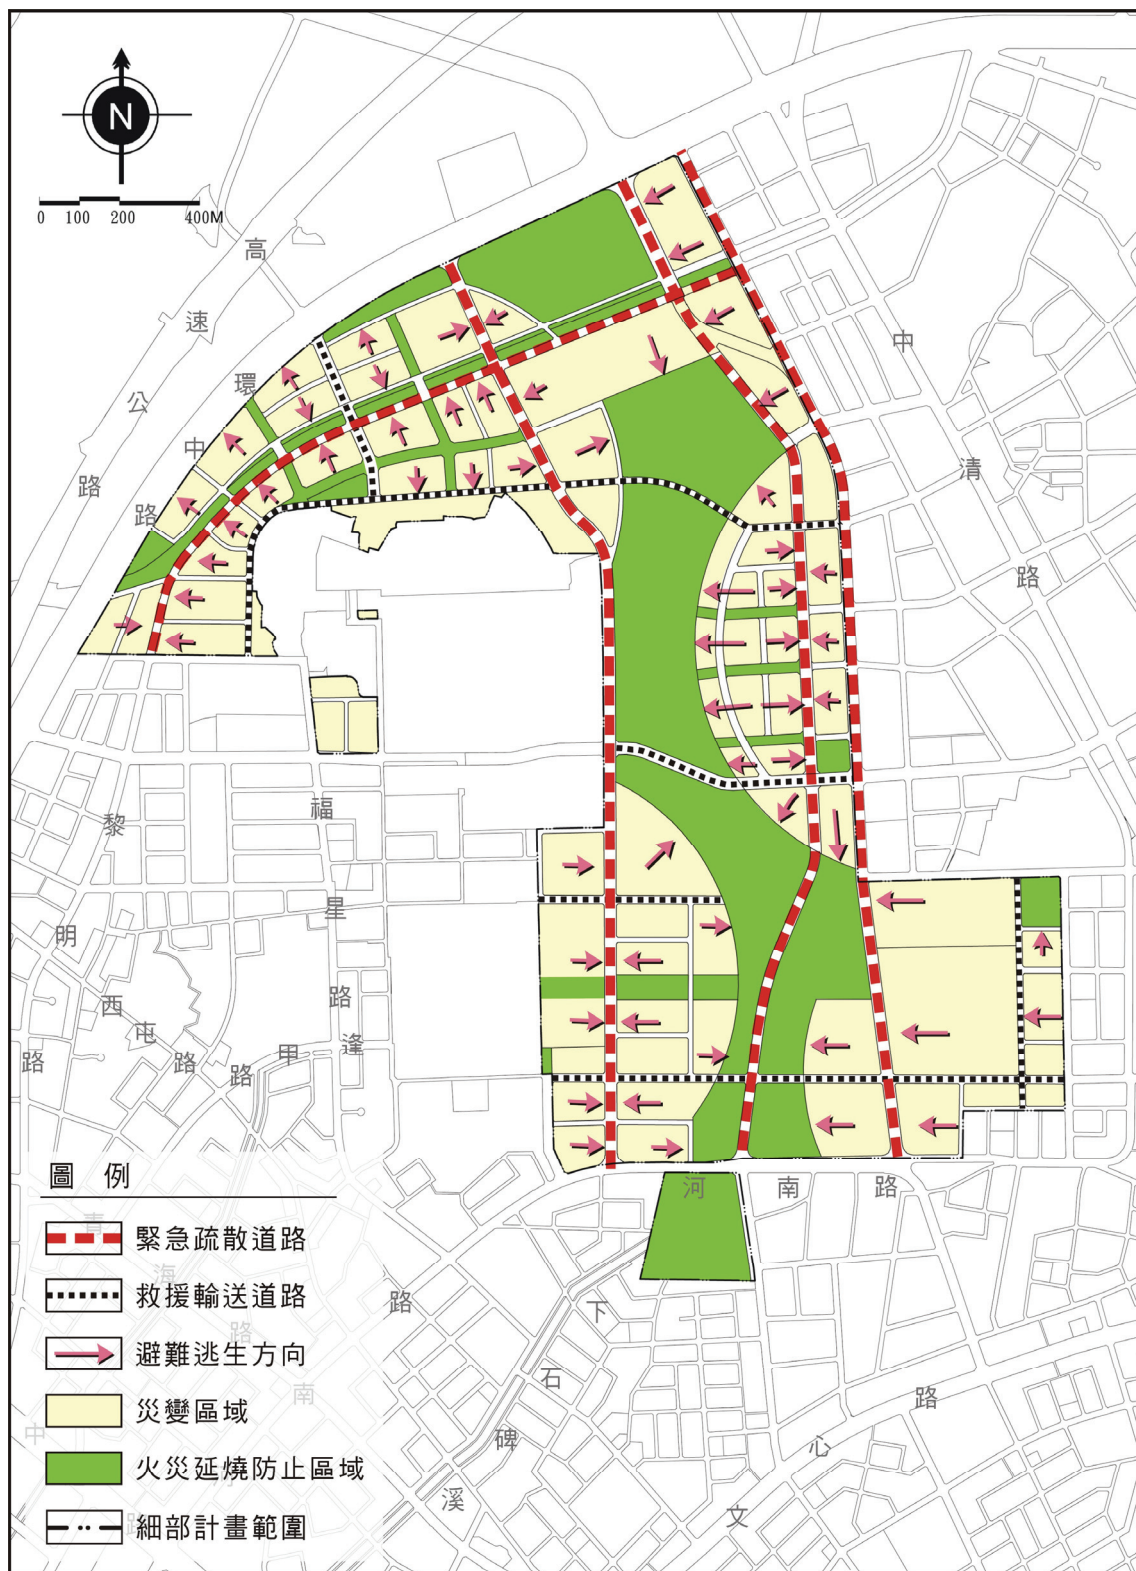 N
0 100 200 400M
高
速
公
路
環
中
路
中
清
路
福
星
路
黎
明
路
西
屯
路
逢
甲
路
河 南 路
下
石
碑
溪
文
心
路
路
圖 例
緊急疏散道路
救援輸送道路
避難逃生方向
災變區域
火災延燒防止區域
細部計畫範圍
青
海
路
南
中
路